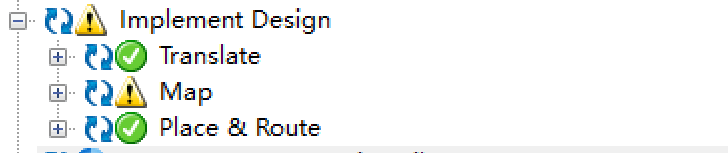 Implement Design
Translate
Map
Place & Route